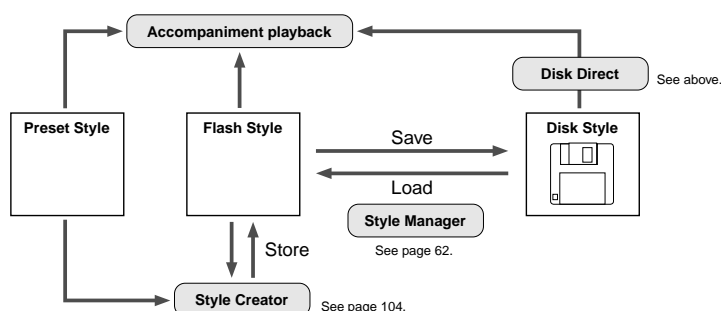 Accompaniment playback
Disk Direct
See above.
Preset Style
Flash Style
Disk Style
Save
Load
Style Manager
See page 62.
Store
Style Creator
See page 104.